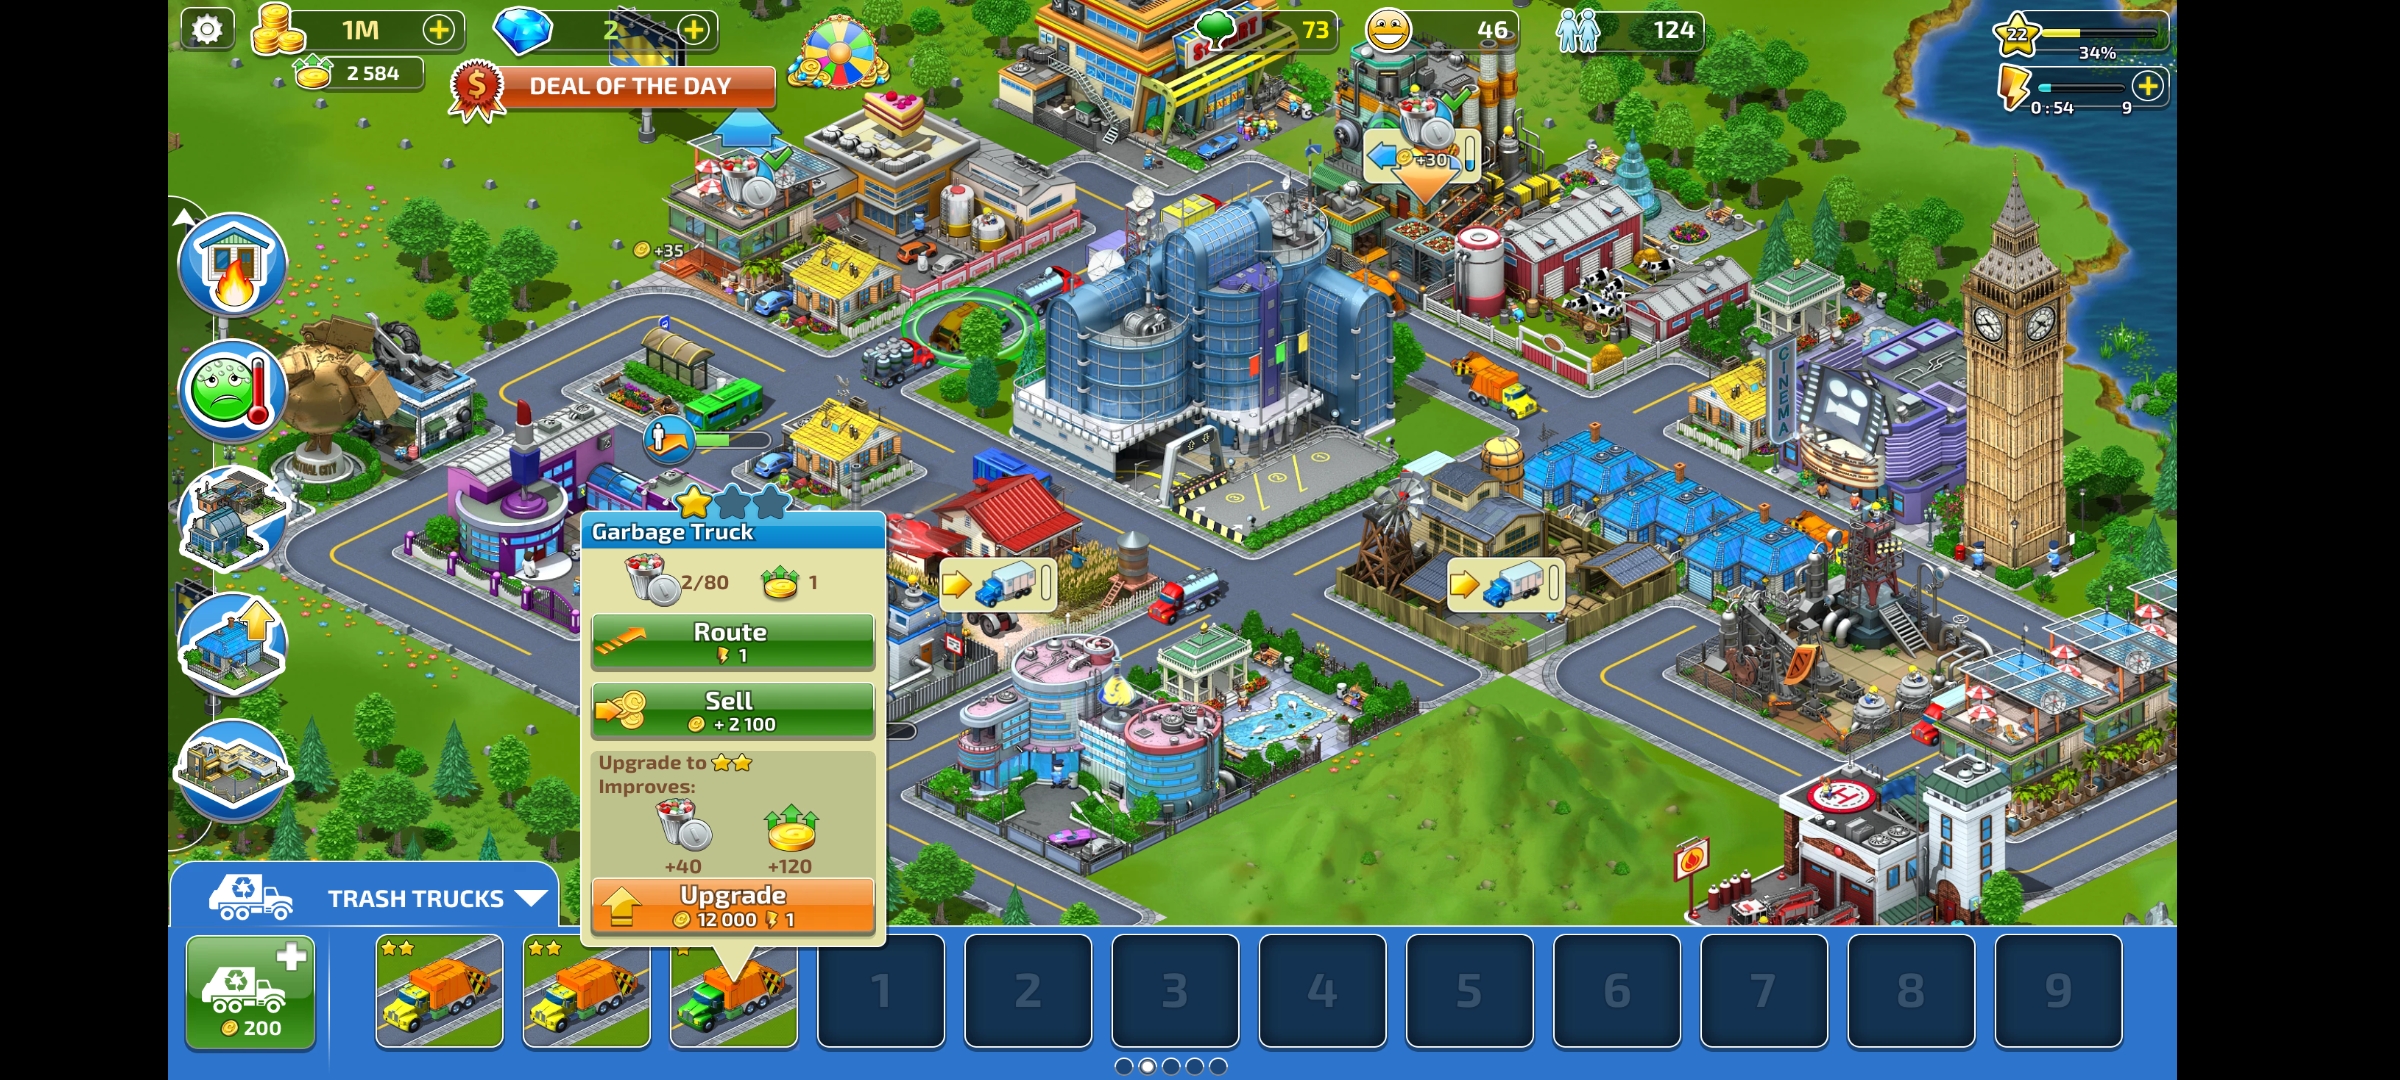 1M
2
73
46
124
22
34%
2 584
DEAL OF THE DAY
0:54
9
+30
+35
CINEMA
Garbage Truck
2/80
1
Route
1
Sell
+ 2 100
Upgrade to
Improves:
+40
+120
Upgrade
12 000
1
TRASH TRUCKS
200
1
2
3
4
5
6
7
8
9